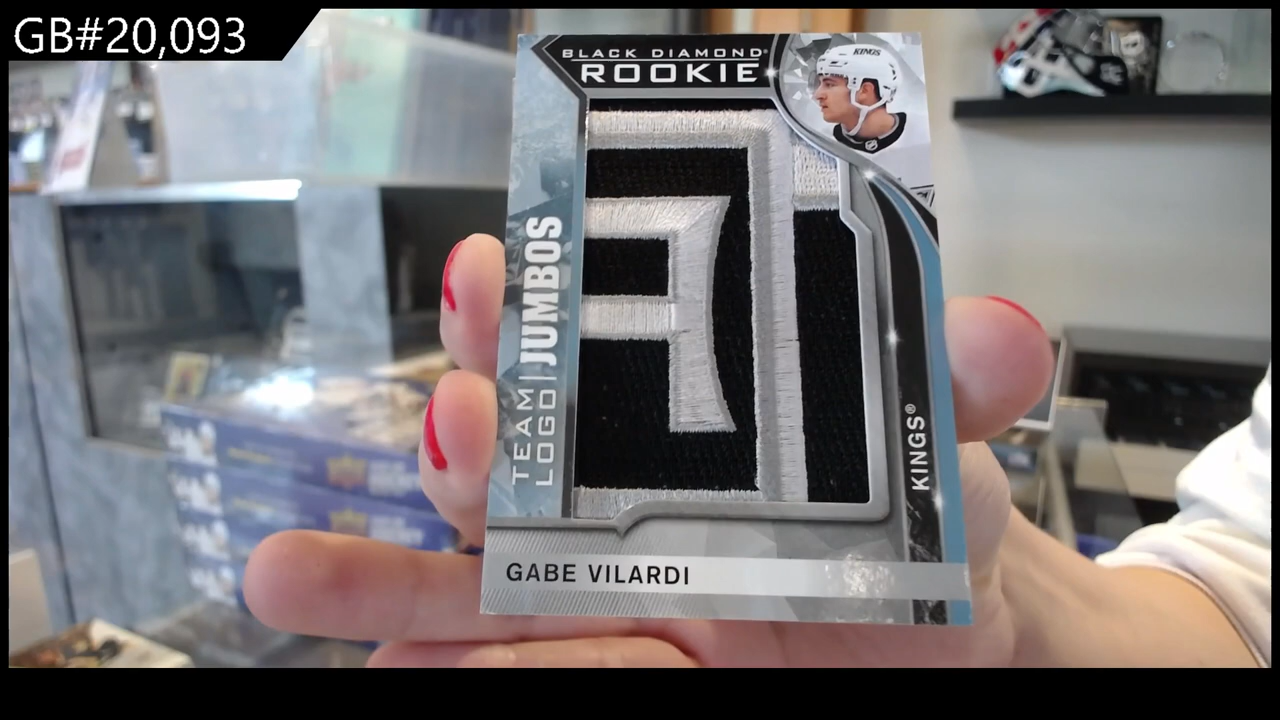 GB#20,093
BLACK DIAMOND®
ROOKIE
KINGS
TEAM
LOGO
JUMBOS
KINGS®
GABE VILARDI